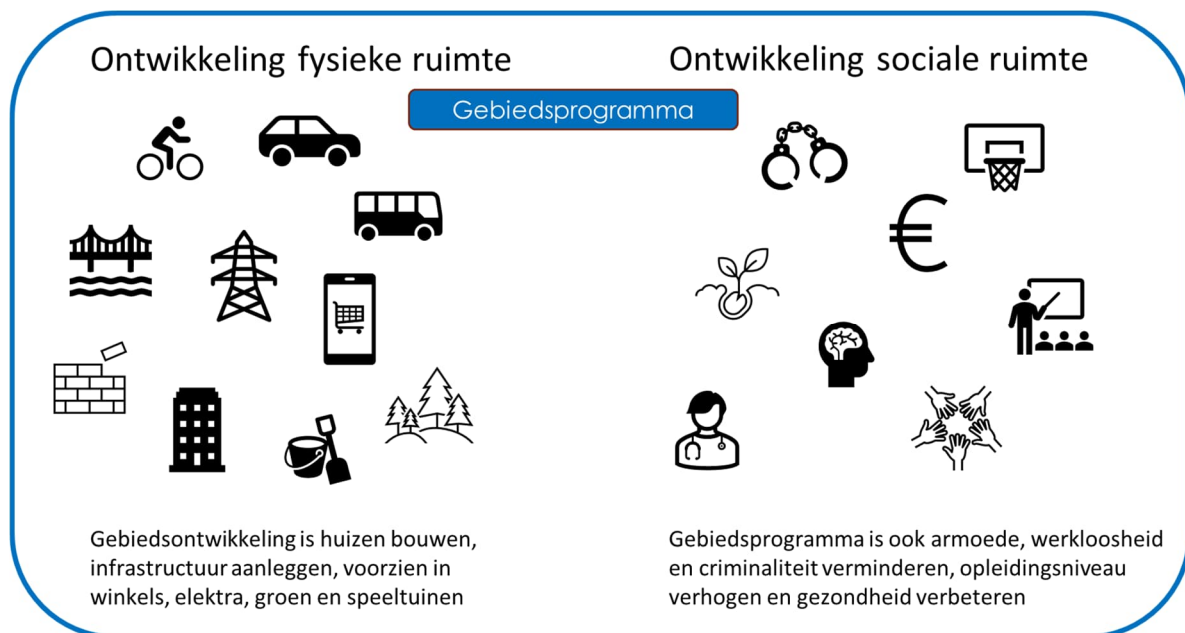 Ontwikkeling fysieke ruimte
Ontwikkeling sociale ruimte
Gebiedsprogramma
€
Gebiedsontwikkeling is huizen bouwen,
infrastructuur aanleggen, voorzien in
winkels, elektra, groen en speeltuinen
Gebiedsprogramma is ook armoede, werkloosheid
en criminaliteit verminderen, opleidingsniveau
verhogen en gezondheid verbeteren